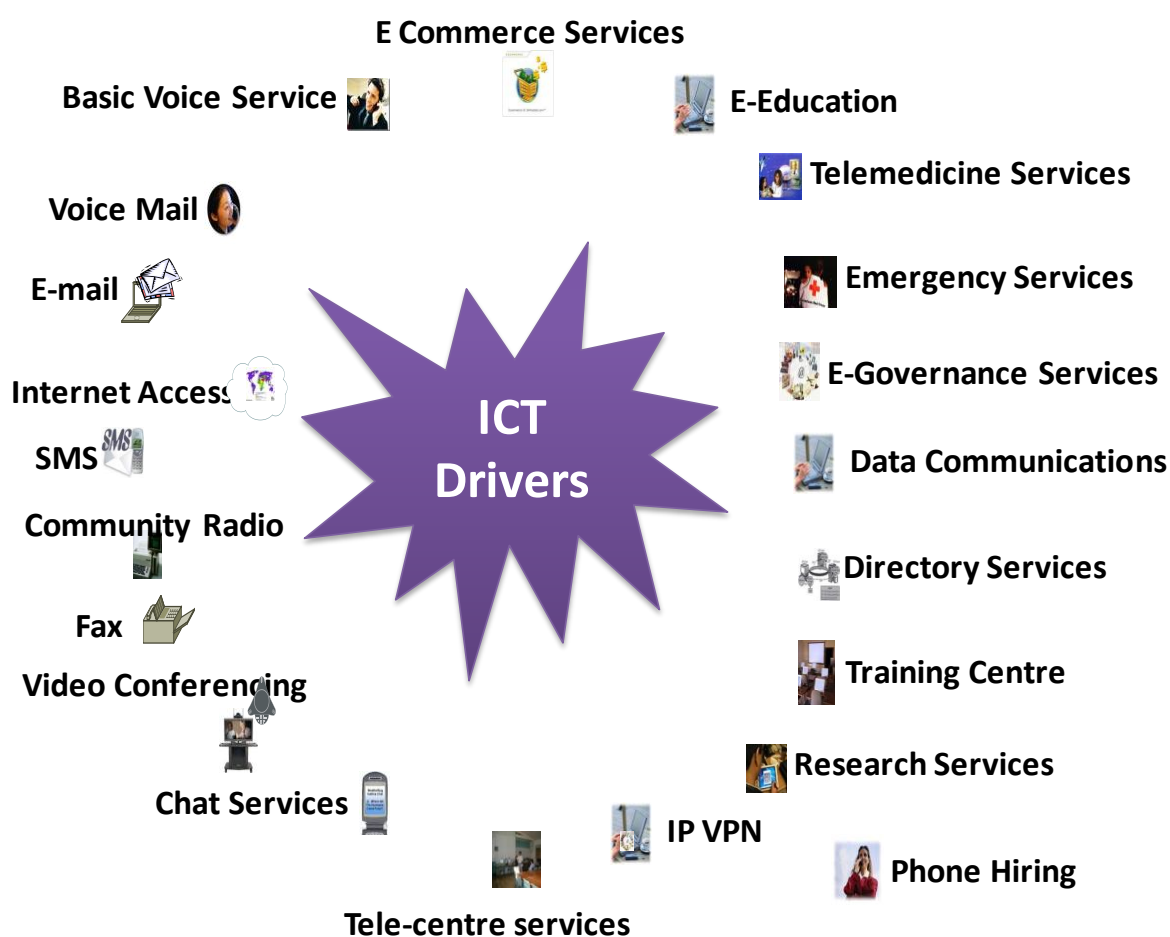 E Commerce Services
Basic Voice Service
E-Education
Telemedicine Services
Voice Mail
E-mail
Emergency Services
Internet Access
E-Governance Services
ICT
Drivers
SMS
SMS
Data Communications
Community Radio
Directory Services
Fax
Video Conferencing
Training Centre
Chat Services
Research Services
IP VPN
Phone Hiring
Tele-centre services